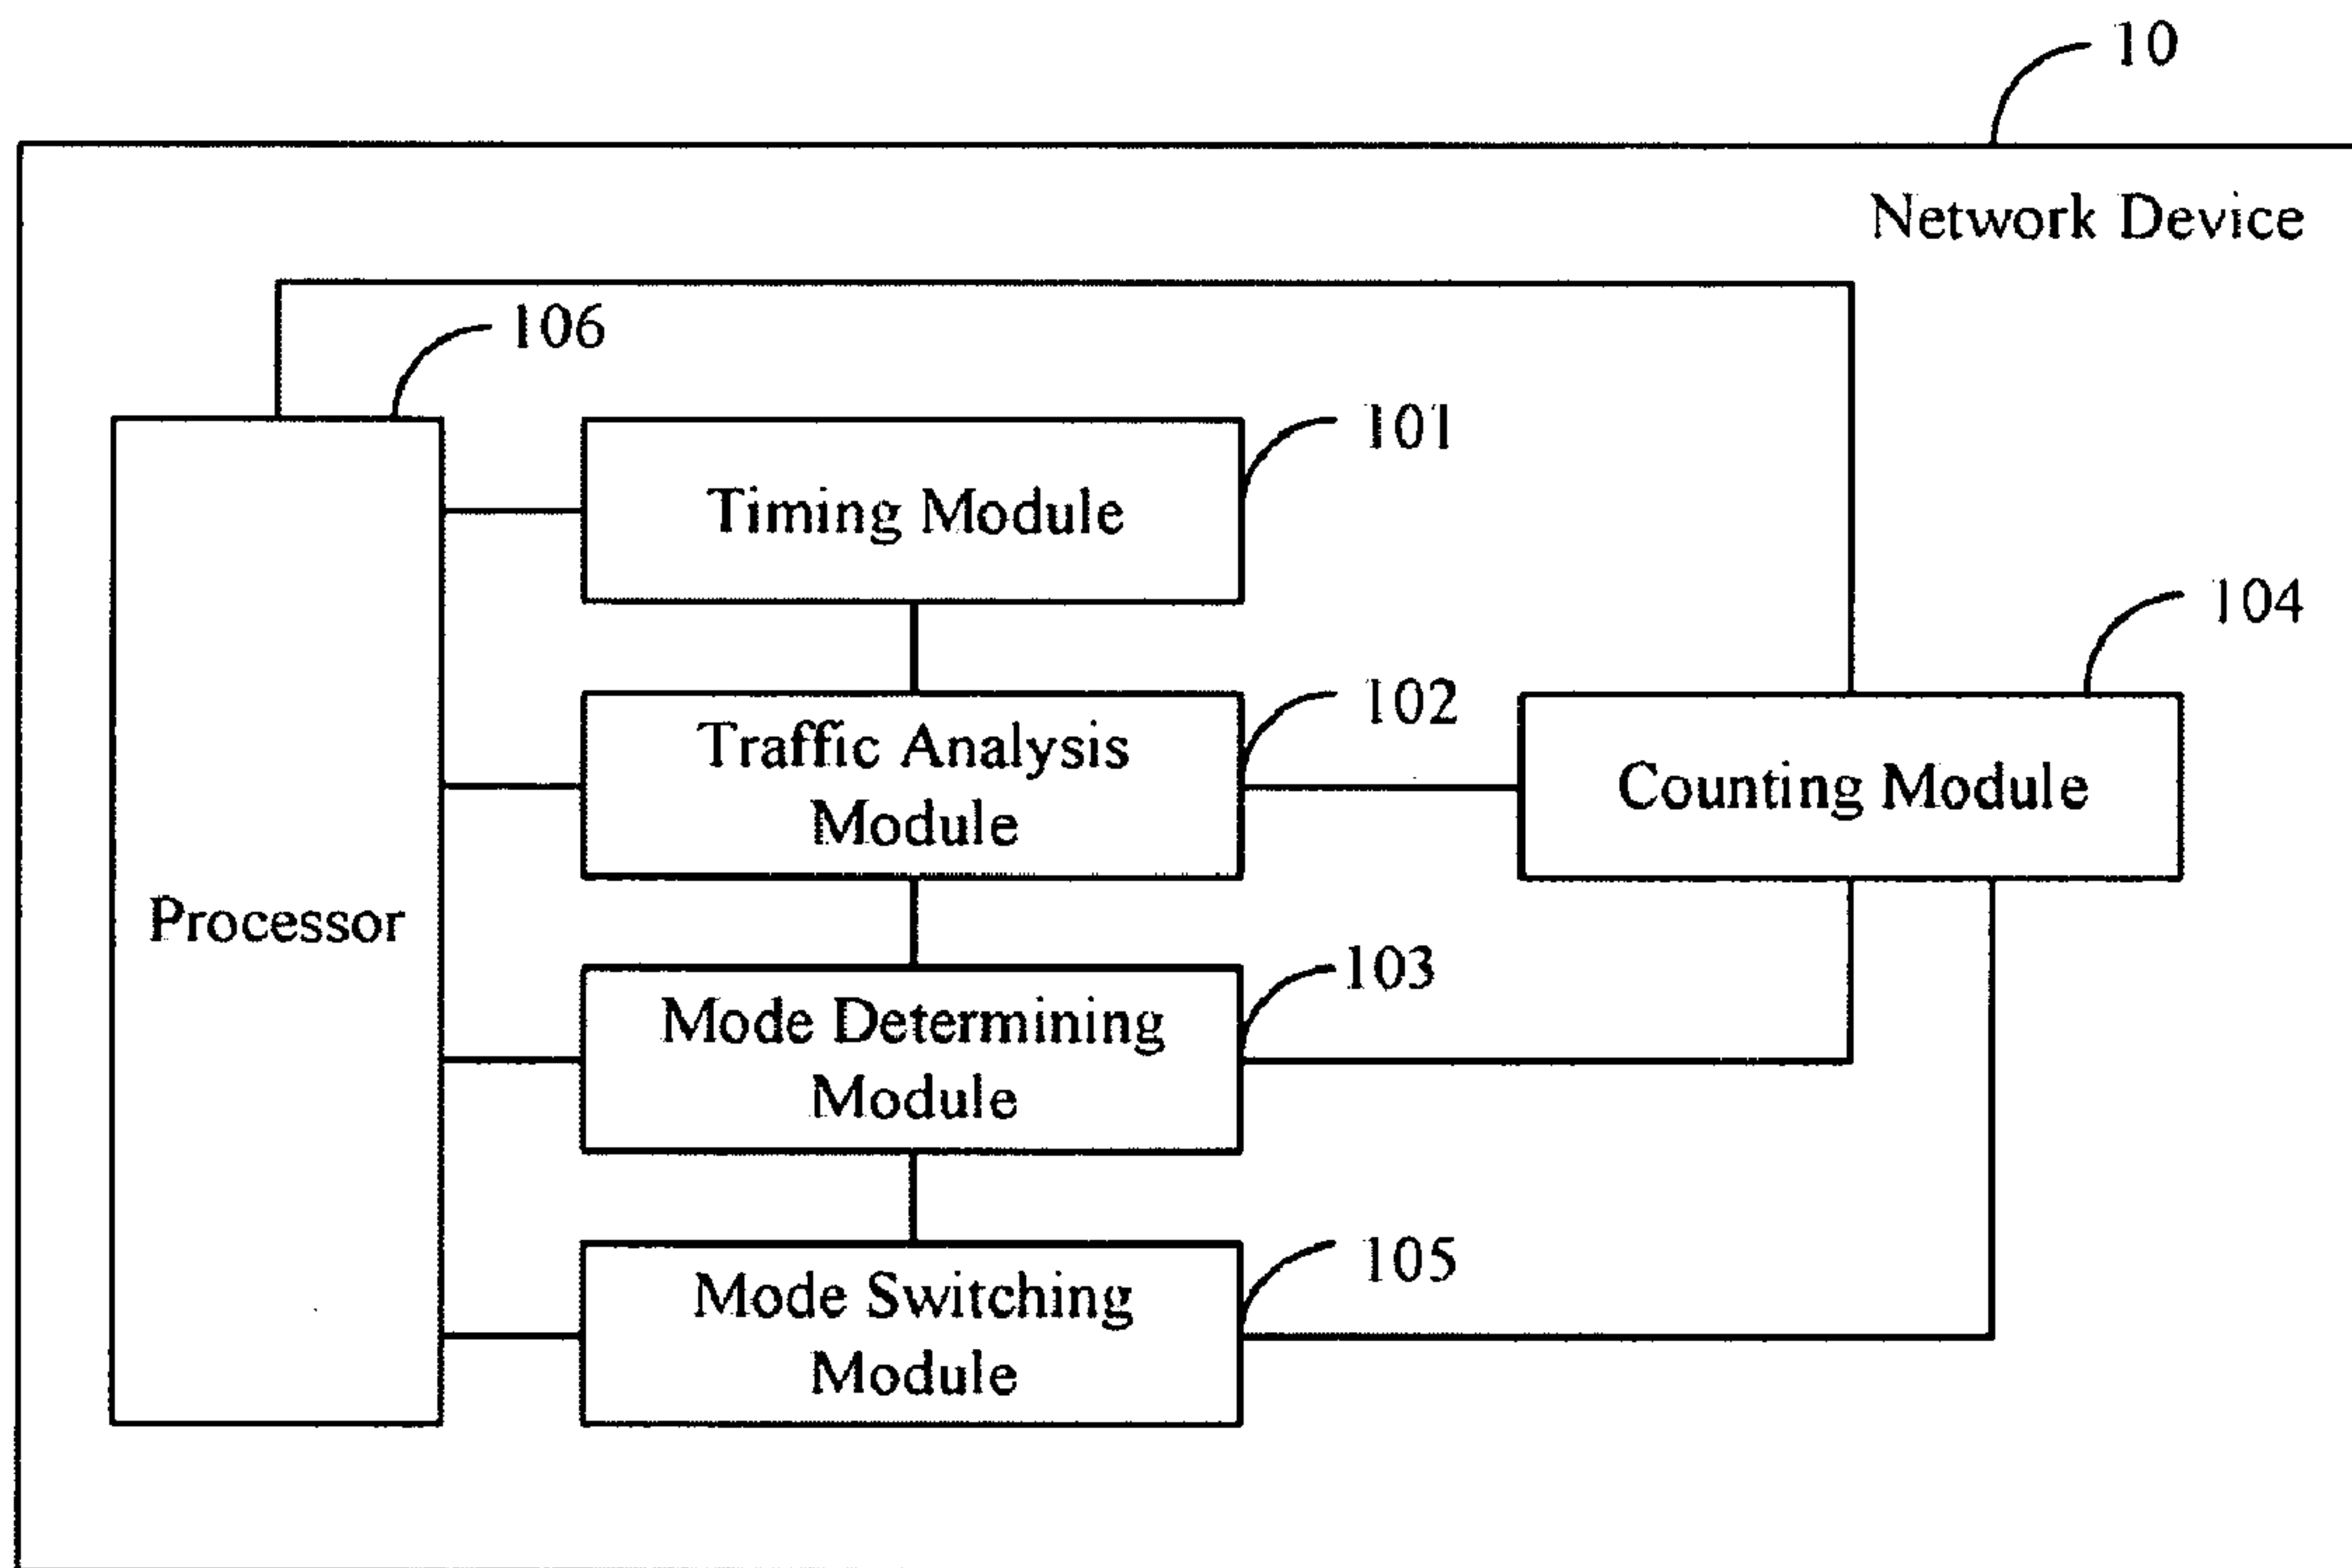 10
Network Device
106
101
Timing Module
104
102
Traffic Analysis
Module
Counting Module
Processor
103
Mode Determining
Module
105
Mode Switching
Module